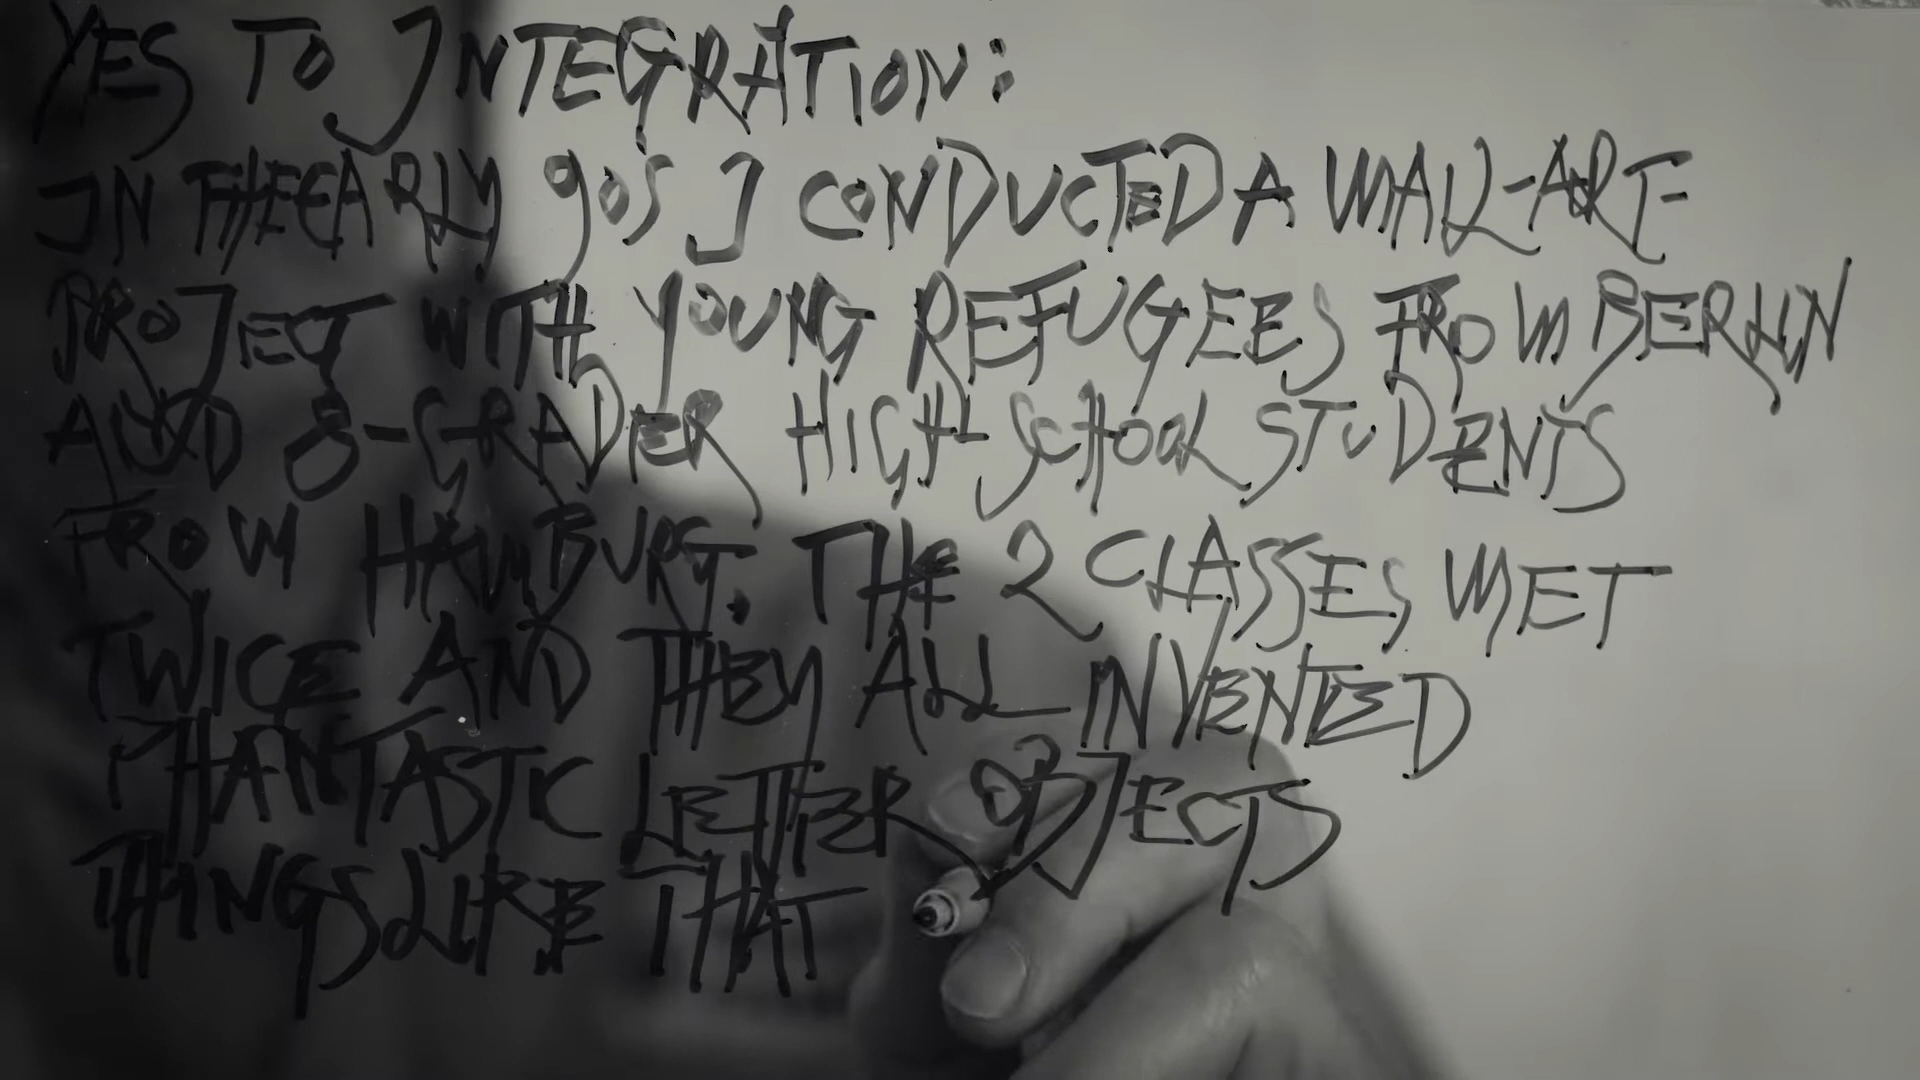 YES TO INTEGRATION:
IN THE EARLY 90S I CONDUCTED A WALL-ART-
PROJECT WITH YOUNG REFUGEES FROM BERLIN
AND 8-GRADER HIGH-SCHOOL STUDENTS
FROM HAMBURG. THE 2 CLASSES MET
TWICE AND THEY ALL INVENTED
PHANTASTIC LETTER OBJECTS
THINGS LIKE THAT